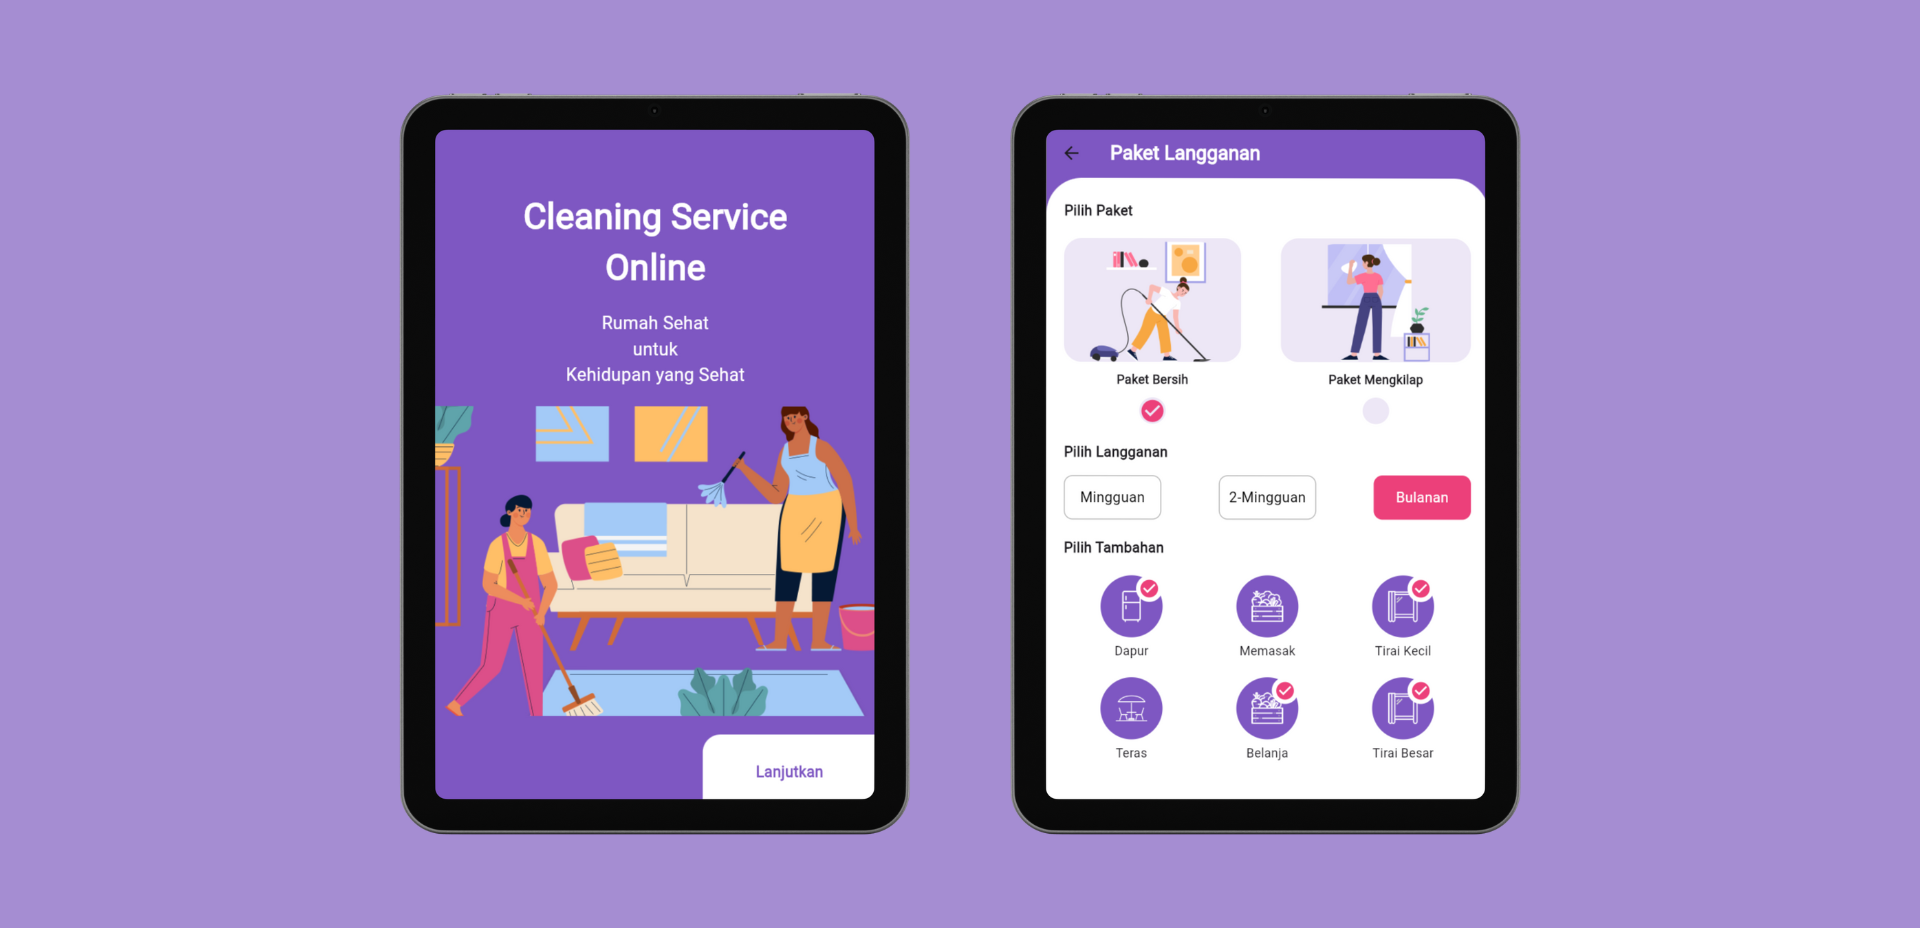 Cleaning Service
Online
Rumah Sehat
untuk
Kehidupan yang Sehat
Lanjutkan
Paket Langganan
Pilih Paket
Paket Bersih
Paket Mengkilap
Pilih Langganan
Mingguan
2-Mingguan
Bulanan
Pilih Tambahan
Dapur
Memasak
Tirai Kecil
Teras
Belanja
Tirai Besar